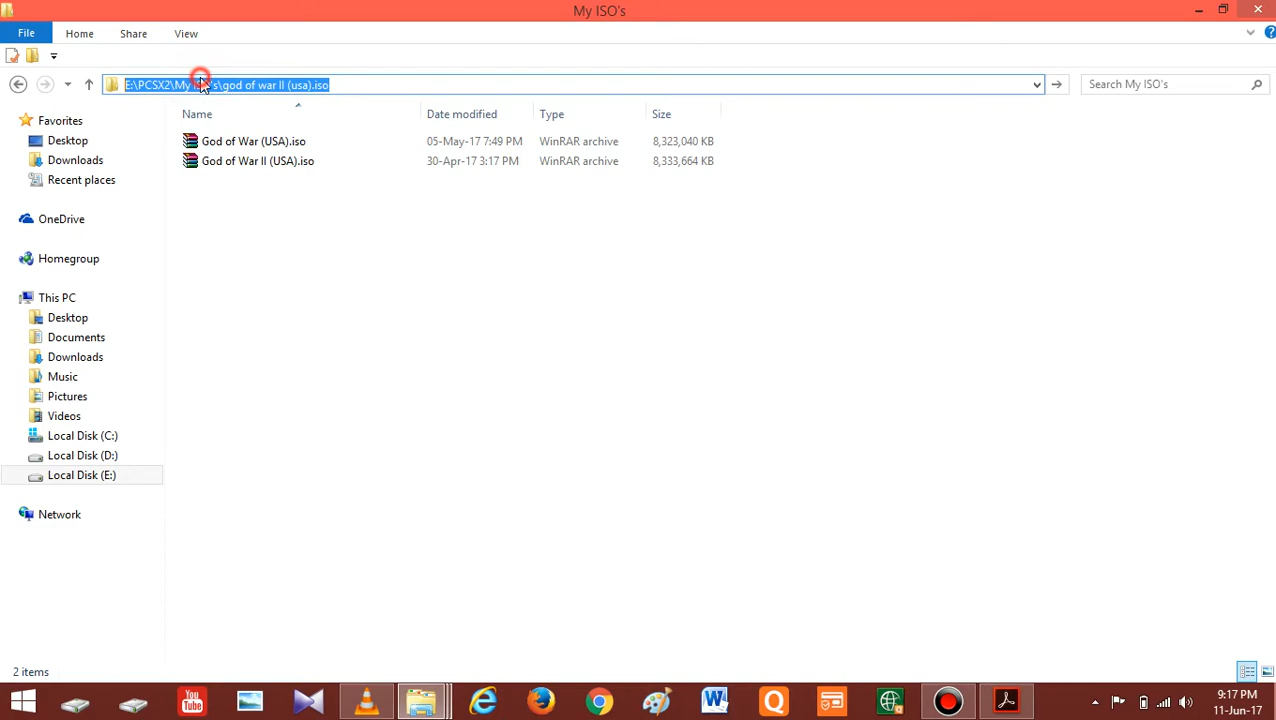 My ISO's
File Home Share View
E:\PCSX2\My 's\god of war II (usa).iso
Search My ISO's
Name Date modified Type Size
God of War (USA).iso 05-May-17 7:49 PM WinRAR archive 8,323,040 KB
God of War II (USA).iso 30-Apr-17 3:17 PM WinRAR archive 8,333,664 KB
Favorites
Desktop
Downloads
Recent places
OneDrive
Homegroup
This PC
Desktop
Documents
Downloads
Music
Pictures
Videos
Local Disk (C:)
Local Disk (D:)
Local Disk (E:)
Network
2 items
You
Tube
9:17 PM
11-Jun-17